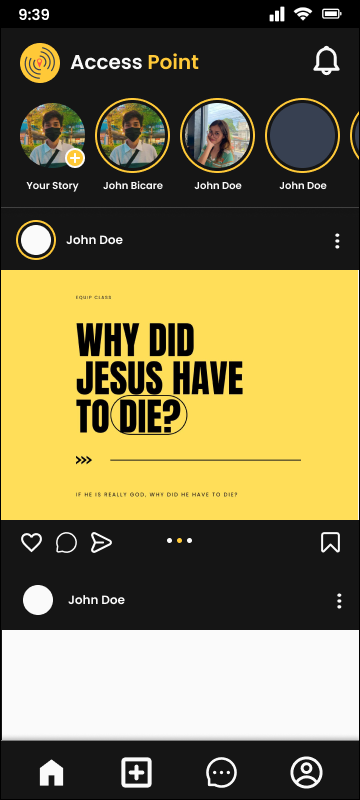 9:39
Access Point
Your Story
John Bicare
John Doe
John Doe
John Doe
EQUIP CLASS
WHY DID
JESUS HAVE
TO DIE?
IF HE IS REALLY GOD, WHY DID HE HAVE TO DIE?
John Doe